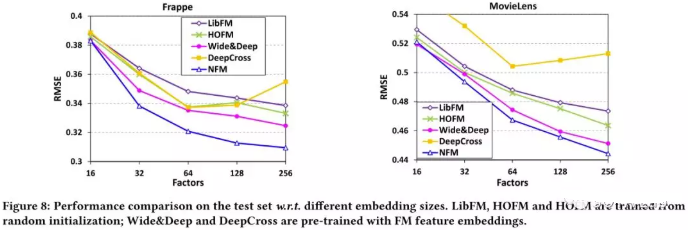 Frappe
0.4
0.38
0.36
0.34
0.32
0.3
RMSE
LibFM
HOFM
Wide&Deep
DeepCross
NFM
16 32 64 128 256
Factors
MovieLens
0.54
0.52
0.5
0.48
0.46
0.44
RMSE
LibFM
HOFM
Wide&Deep
DeepCross
NFM
16 32 64 128 256
Factors
Figure 8: Performance comparison on the test set w.r.t. different embedding sizes. LibFM, HOFM and are trained from
random initialization; Wide&Deep and DeepCross are pre-trained with FM feature embeddings.